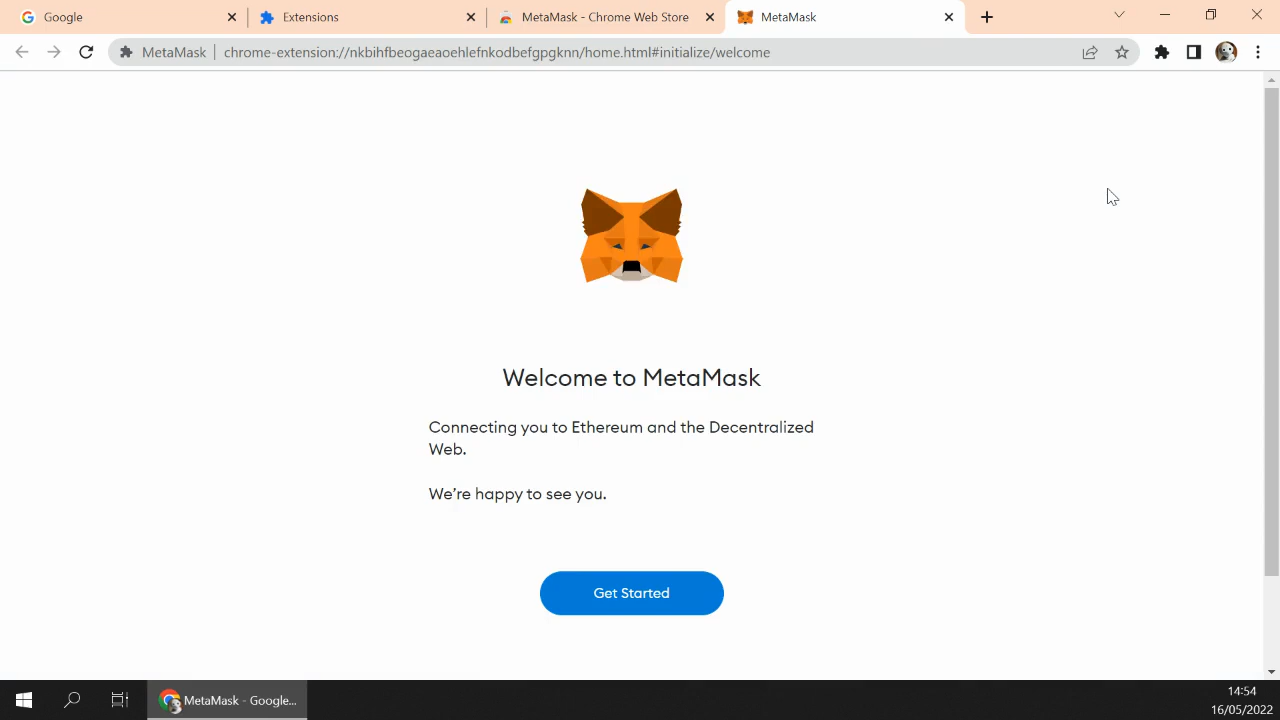 Google
Extensions
MetaMask - Chrome Web Store
MetaMask
MetaMask
chrome-extension://nkbihfbeogaeaoehlefnkodbefgpgknn/home.html#initialize/welcome
Welcome to MetaMask
Connecting you to Ethereum and the Decentralized
Web.
We're happy to see you.
Get Started
MetaMask - Google...
14:54
16/05/2022